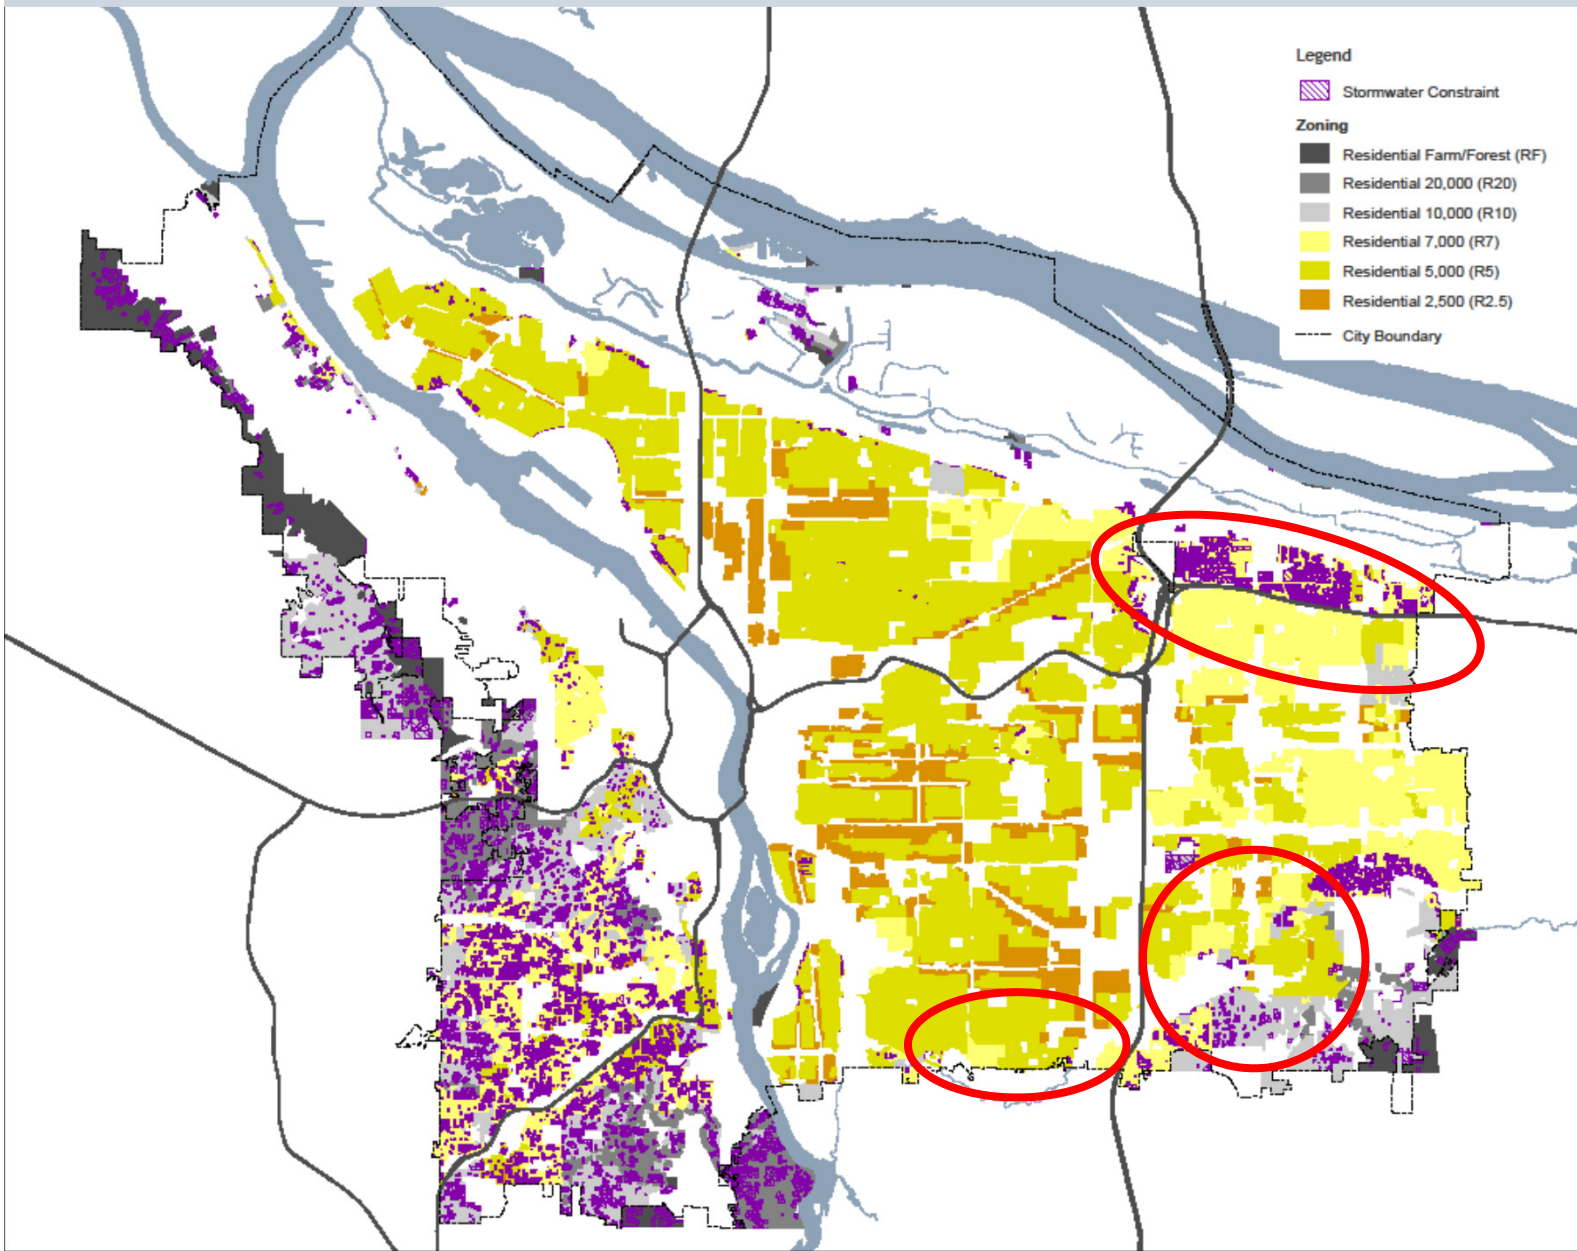 Legend
Stormwater Constraint
Zoning
Residential Farm/Forest (RF)
Residential 20,000 (R20)
Residential 10,000 (R10)
Residential 7,000 (R7)
Residential 5,000 (R5)
Residential 2,500 (R2.5)
City Boundary